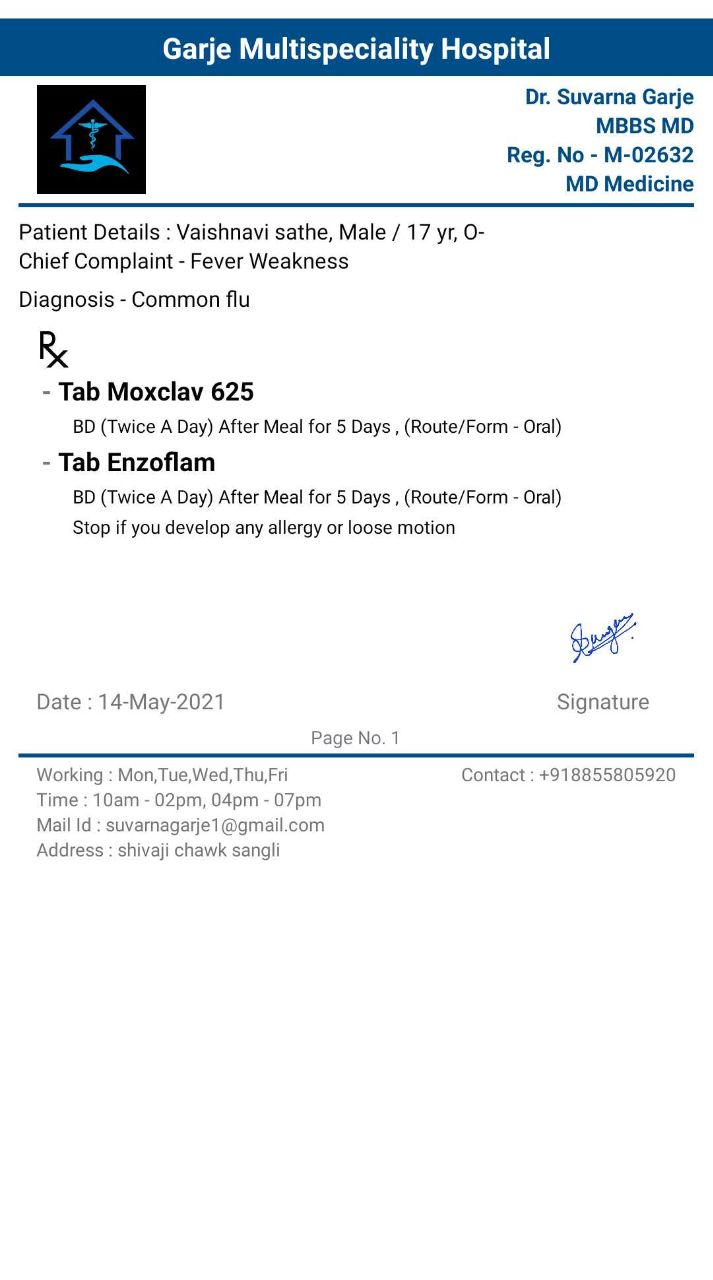 Garje Multispeciality Hospital
Dr. Suvarna Garje
MBBS MD
Reg. No - M-02632
MD Medicine
Patient Details : Vaishnavi sathe, Male / 17 yr, O-
Chief Complaint - Fever Weakness
Diagnosis - Common flu
Rx
- Tab Moxclav 625
BD (Twice A Day) After Meal for 5 Days , (Route/Form - Oral)
- Tab Enzoflam
BD (Twice A Day) After Meal for 5 Days , (Route/Form - Oral)
Stop if you develop any allergy or loose motion
Date : 14-May-2021
Signature
Page No. 1
Working : Mon,Tue,Wed,Thu,Fri
Contact : +918855805920
Time : 10am - 02pm, 04pm - 07pm
Mail Id : suvarnagarje1@gmail.com
Address : shivaji chawk sangli